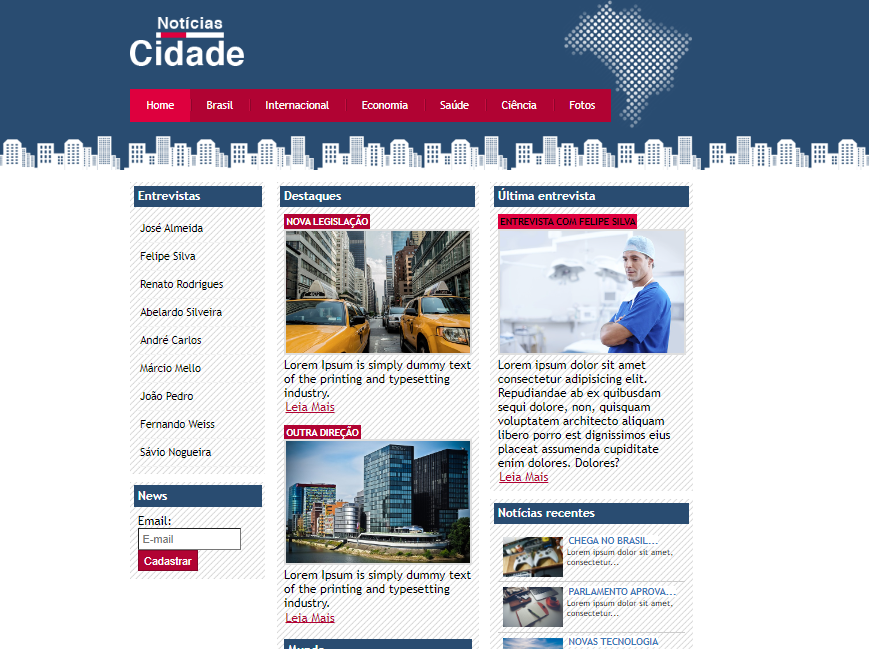 Notícias
Cidade
Home
Brasil
Internacional
Economia
Saúde
Ciência
Fotos
Entrevistas
José Almeida
Felipe Silva
Renato Rodrigues
Abelardo Silveira
André Carlos
Márcio Mello
João Pedro
Fernando Weiss
Sávio Nogueira
News
Email:
E-mail
Cadastrar
Destaques
NOVA LEGISLAÇÃO
Lorem Ipsum is simply dummy text
of the printing and typesetting
industry.
Leia Mais
OUTRA DIREÇÃO
Lorem Ipsum is simply dummy text
of the printing and typesetting
industry.
Leia Mais
Mundo
Última entrevista
ENTREVISTA COM FELIPE SILVA
Lorem ipsum dolor sit amet
consectetur adipisicing elit.
Repudiandae ab ex quibusdam
sequi dolore, non, quisquam
voluptatem architecto aliquam
libero porro est dignissimos eius
placeat assumenda cupiditate
enim dolores. Dolores?
Leia Mais
Notícias recentes
CHEGA NO BRASIL...
Lorem ipsum dolor sit amet,
consectetur...
PARLAMENTO APROVA...
Lorem ipsum dolor sit amet,
consectetur...
NOVAS TECNOLOGIA